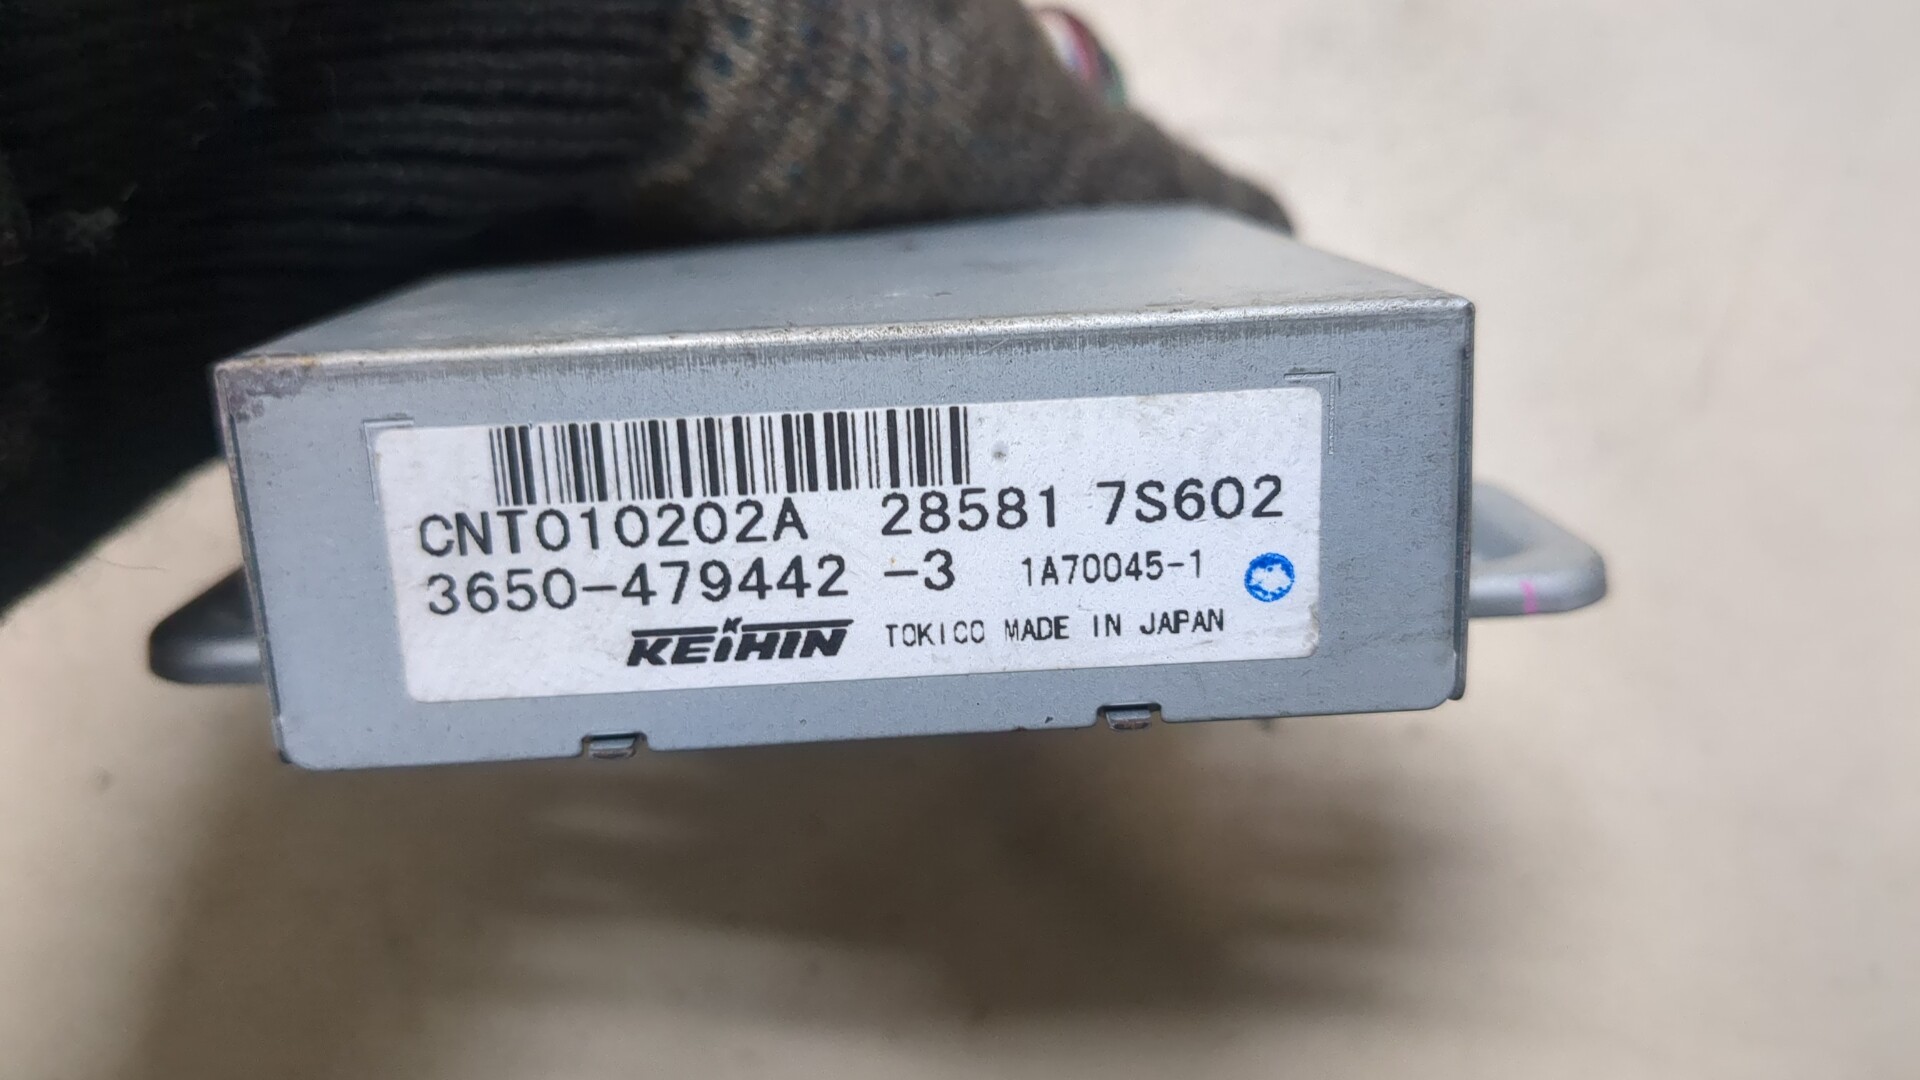 CNT010202A 28581 7S602
3650-479442 -3 1A70045-1
KEIHIN TOKICO MADE IN JAPAN